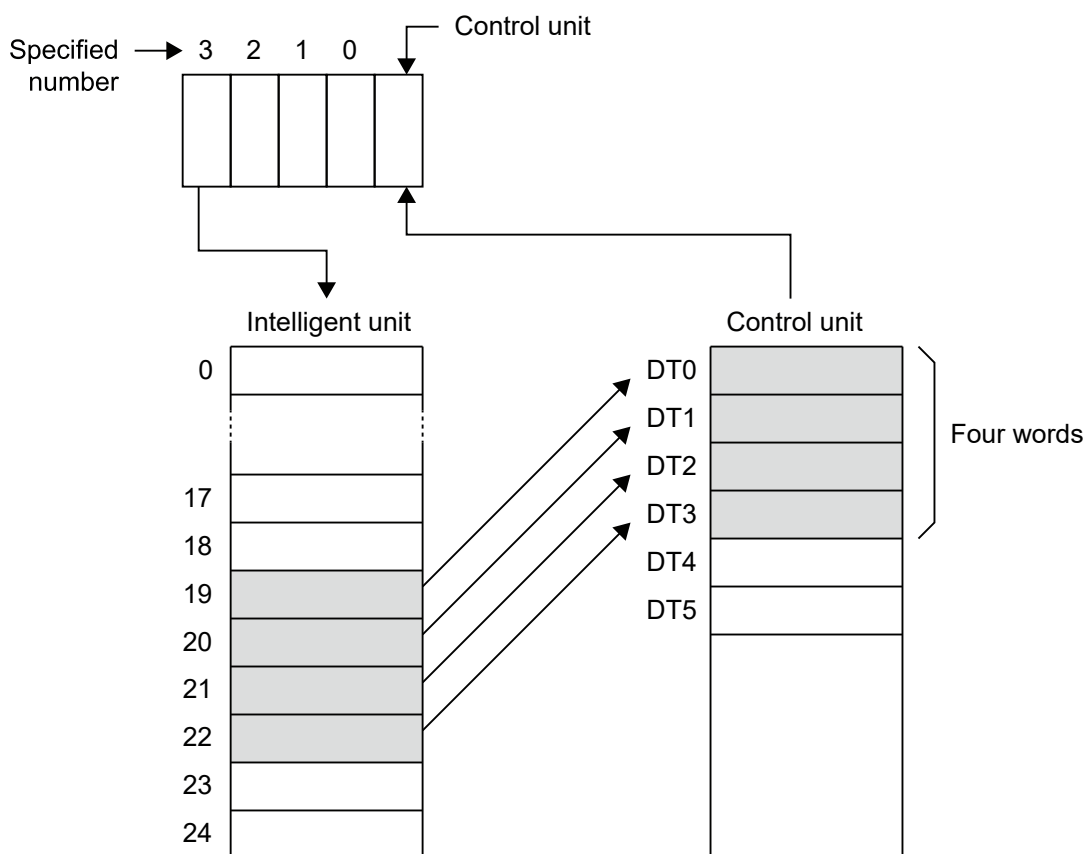 Control unit
Specified
number
3 2 1 0
Intelligent unit
Control unit
0
17
18
19
20
21
22
23
24
DT0
DT1
DT2
DT3
DT4
DT5
Four words